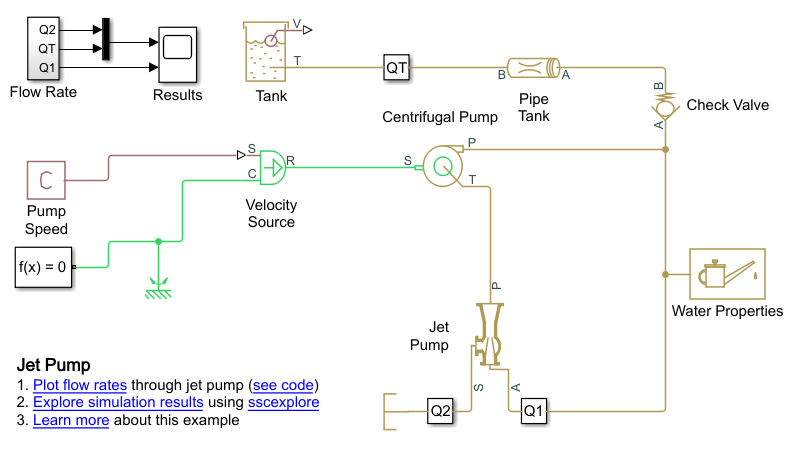 Q2
QT
Q1
Flow Rate
Results
V
T
Tank
QT
B
A
Pipe
Tank
B
A
Check Valve
Centrifugal Pump
P
S
T
C
Pump
Speed
S
C
R
Velocity
Source
f(x) = 0
Water Properties
P
Jet
Pump
S
A
Q2
Q1
Jet Pump
1. Plot flow rates through jet pump (see code)
2. Explore simulation results using sscexplore
3. Learn more about this example